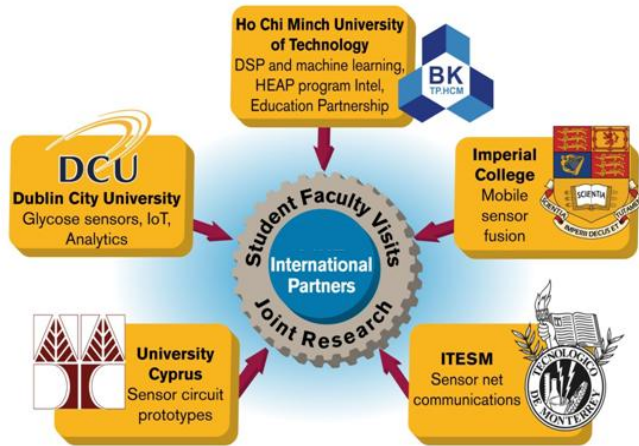 Ho Chi Minch University
of Technology
DSP and machine learning,
HEAP program Intel,
Education Partnership
BK
TP.HCM
DCU
Dublin City University
Glycose sensors, IoT,
Analytics
Imperial
College
Mobile
sensor
fusion
SCIENTIA
SCIENTIA IMPERII DECUS ET TUTAMEN
Student Faculty Visits
International
Partners
Joint Research
University
Cyprus
Sensor circuit
prototypes
ITESM
Sensor net
communications
TECNOLOGICO
DE MONTERREY